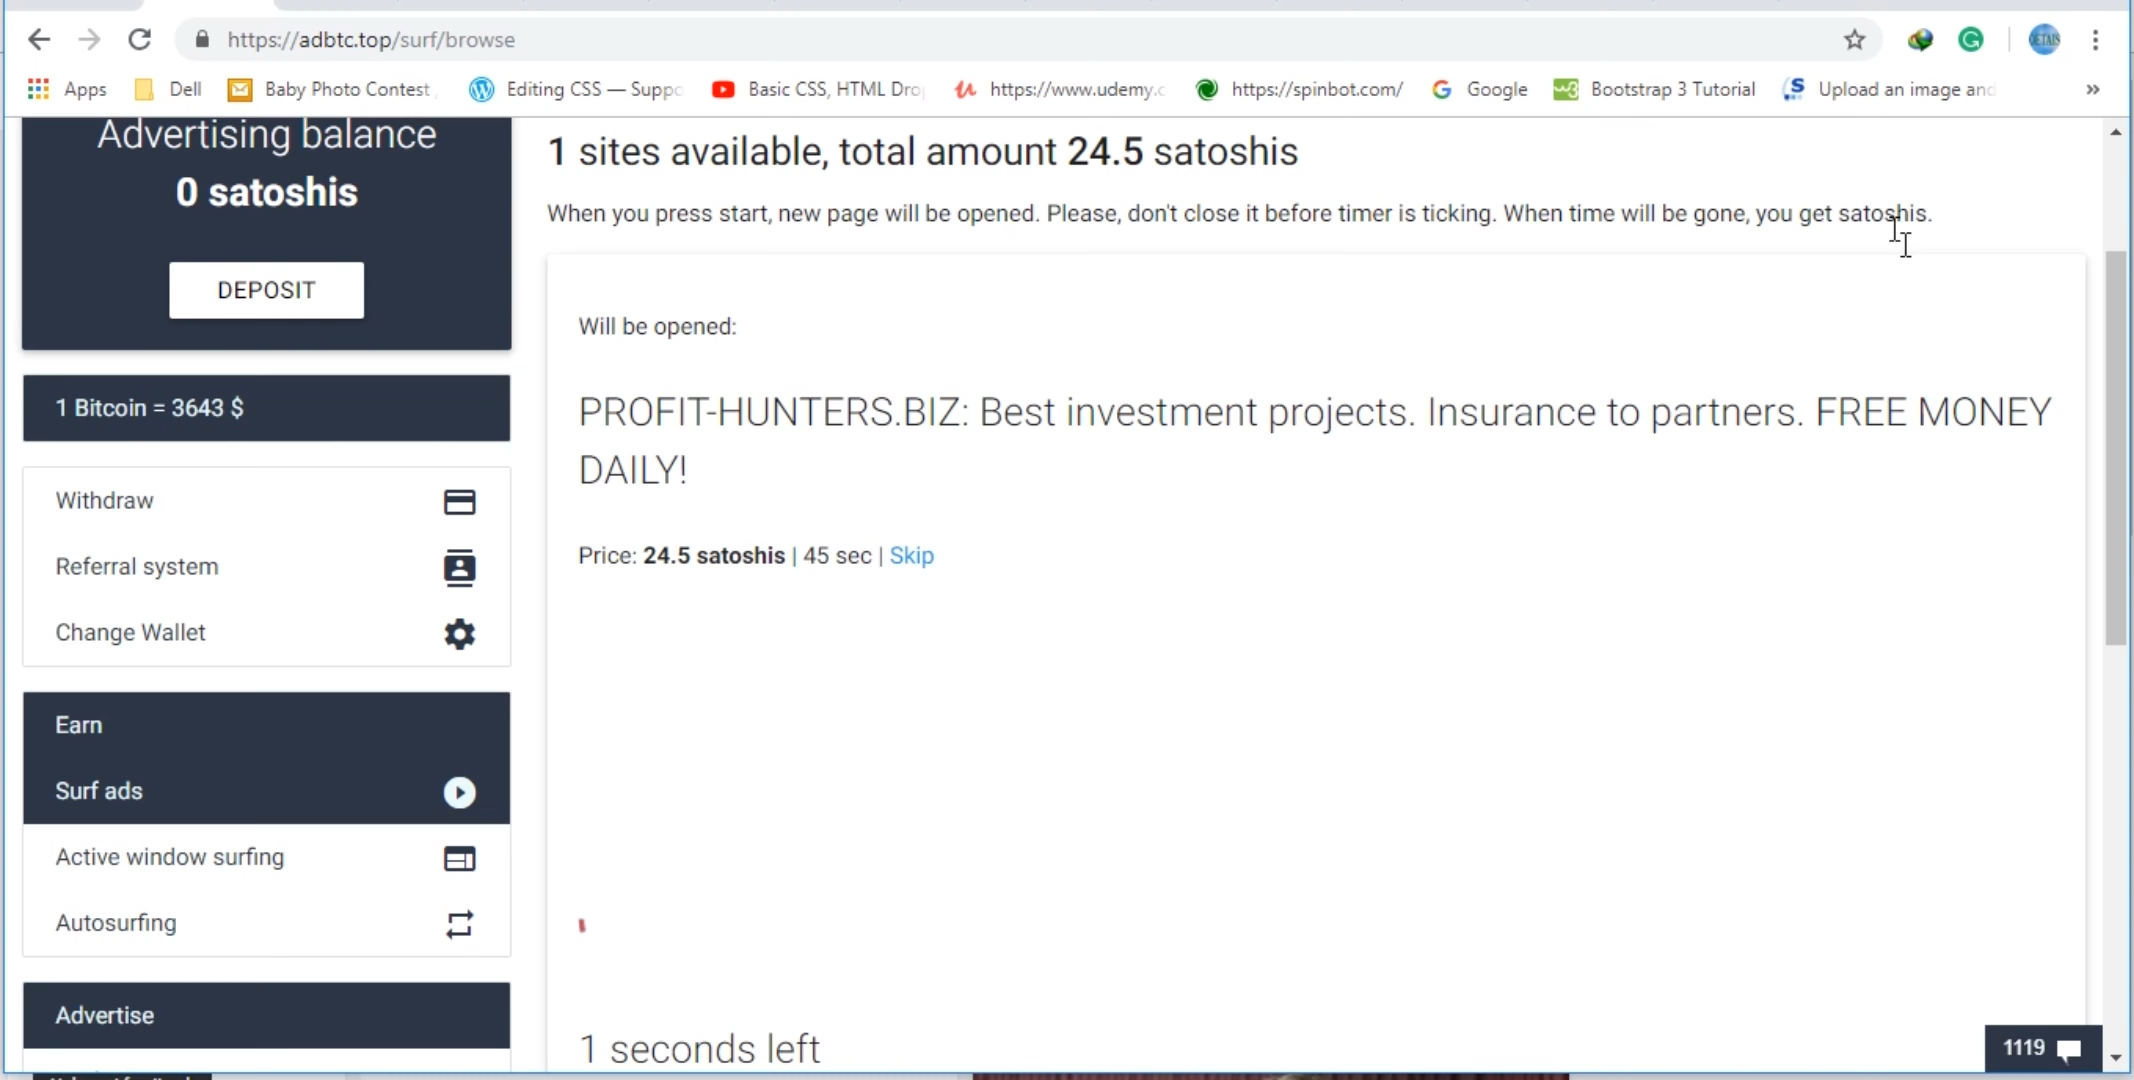 https://adbtc.top/surf/browse
Apps Dell Baby Photo Contest Editing CSS — Suppo Basic CSS, HTML Dro https://www.udemy.c https://spinbot.com/ Google Bootstrap 3 Tutorial Upload an image and »
Advertising balance
0 satoshis
DEPOSIT
1 Bitcoin = 3643 $
Withdraw
Referral system
Change Wallet
Earn
Surf ads
Active window surfing
Autosurfing
Advertise
1 sites available, total amount 24.5 satoshis
When you press start, new page will be opened. Please, don't close it before timer is ticking. When time will be gone, you get satoshis.
Will be opened:
PROFIT-HUNTERS.BIZ: Best investment projects. Insurance to partners. FREE MONEY
DAILY!
Price: 24.5 satoshis | 45 sec | Skip
1 seconds left
1119